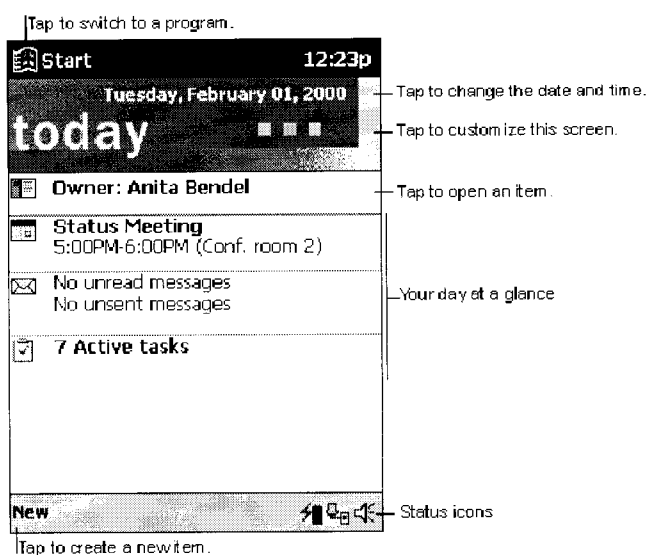 Tap to switch to a program.
Start 12:23p
Tuesday, February 01, 2000
Tap to change the date and time.
today
Tap to customize this screen.
Owner: Anita Bendel
Tap to open an item.
Status Meeting
5:00PM-6:00PM (Conf. room 2)
No unread messages
No unsent messages
Your day at a glance
7 Active tasks
New
Status icons
Tap to create a new item.